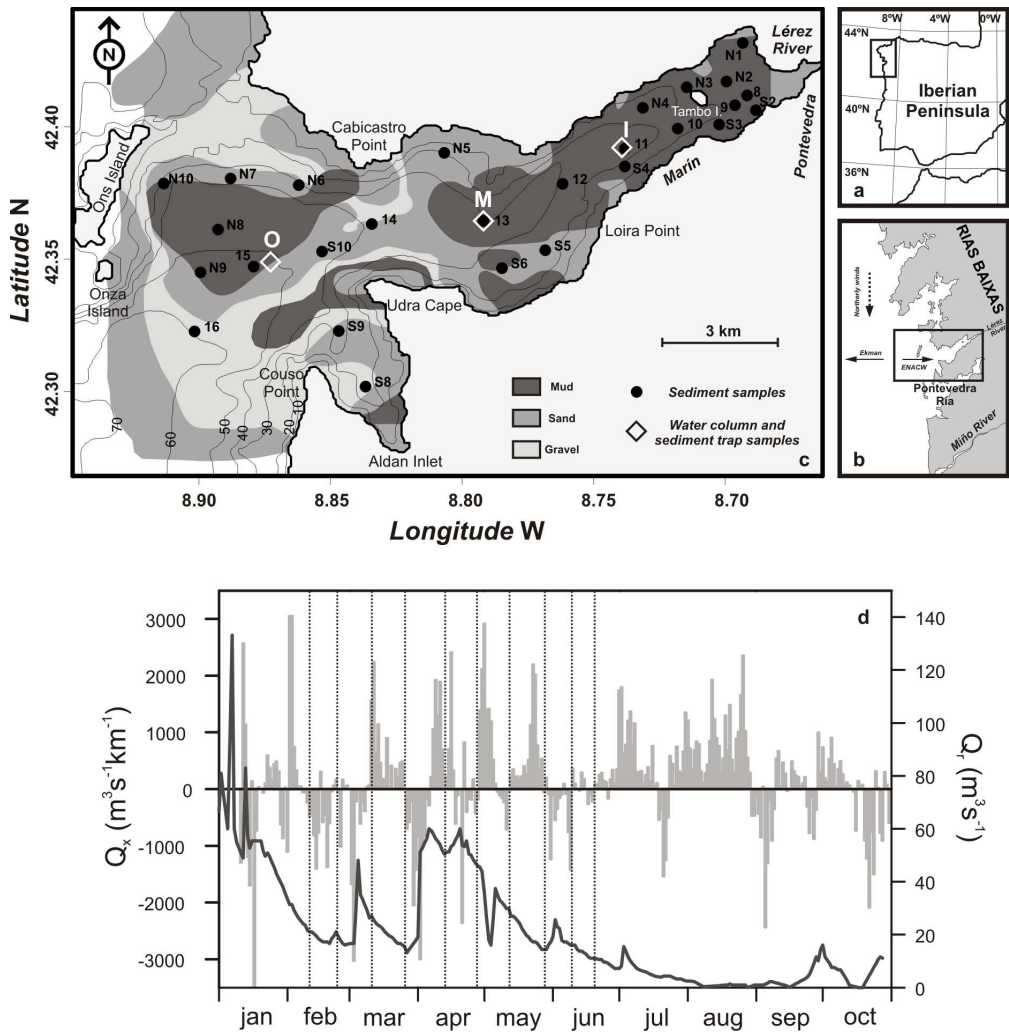 N
Lérez
River
N1
N2
N3
8
S2
9
N4
Tambo I.
S3
10
I
11
S4
Marín
Pontevedra
Cabicastro
Point
N5
Ons Island
N10
N7
N6
12
M
13
14
N8
O
S10
S5
Loira Point
15
N9
S6
Onza
Island
Udra Cape
16
S9
3 km
Couso
Point
S8
Mud
Sand
Gravel
Sediment samples
Water column and
sediment trap samples
70
60
50
40
30
20
10
Aldan Inlet
c
42.40
42.35
42.30
Latitude N
8.90
8.85
8.80
8.75
8.70
Longitude W
8ºW
4ºW
0ºW
44ºN
40ºN
36ºN
Iberian
Peninsula
a
RIAS BAIXAS
Northerly winds
Lérez
River
Ekman
ENACW
Pontevedra
Ría
Miño River
b
d
3000
2000
1000
0
-1000
-2000
-3000
Qx (m3s-1km-1)
140
120
100
80
60
40
20
0
Qr (m3s-1)
jan feb mar apr may jun jul aug sep oct